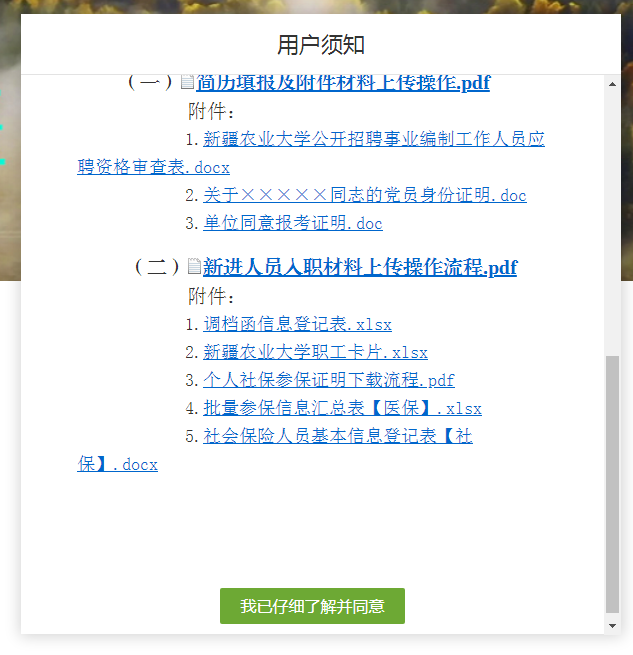 用户须知
（一）简历填报及附件材料上传操作.pdf
附件：
1.新疆农业大学公开招聘事业编制工作人员应
聘资格审查表.docx
2.关于×××××同志的党员身份证明.doc
3.单位同意报考证明.doc
（二）新进人员入职材料上传操作流程.pdf
附件：
1.调档函信息登记表.xlsx
2.新疆农业大学职工卡片.xlsx
3.个人社保参保证明下载流程.pdf
4.批量参保信息汇总表【医保】.xlsx
5.社会保险人员基本信息登记表【社
保】.docx
我已仔细了解并同意